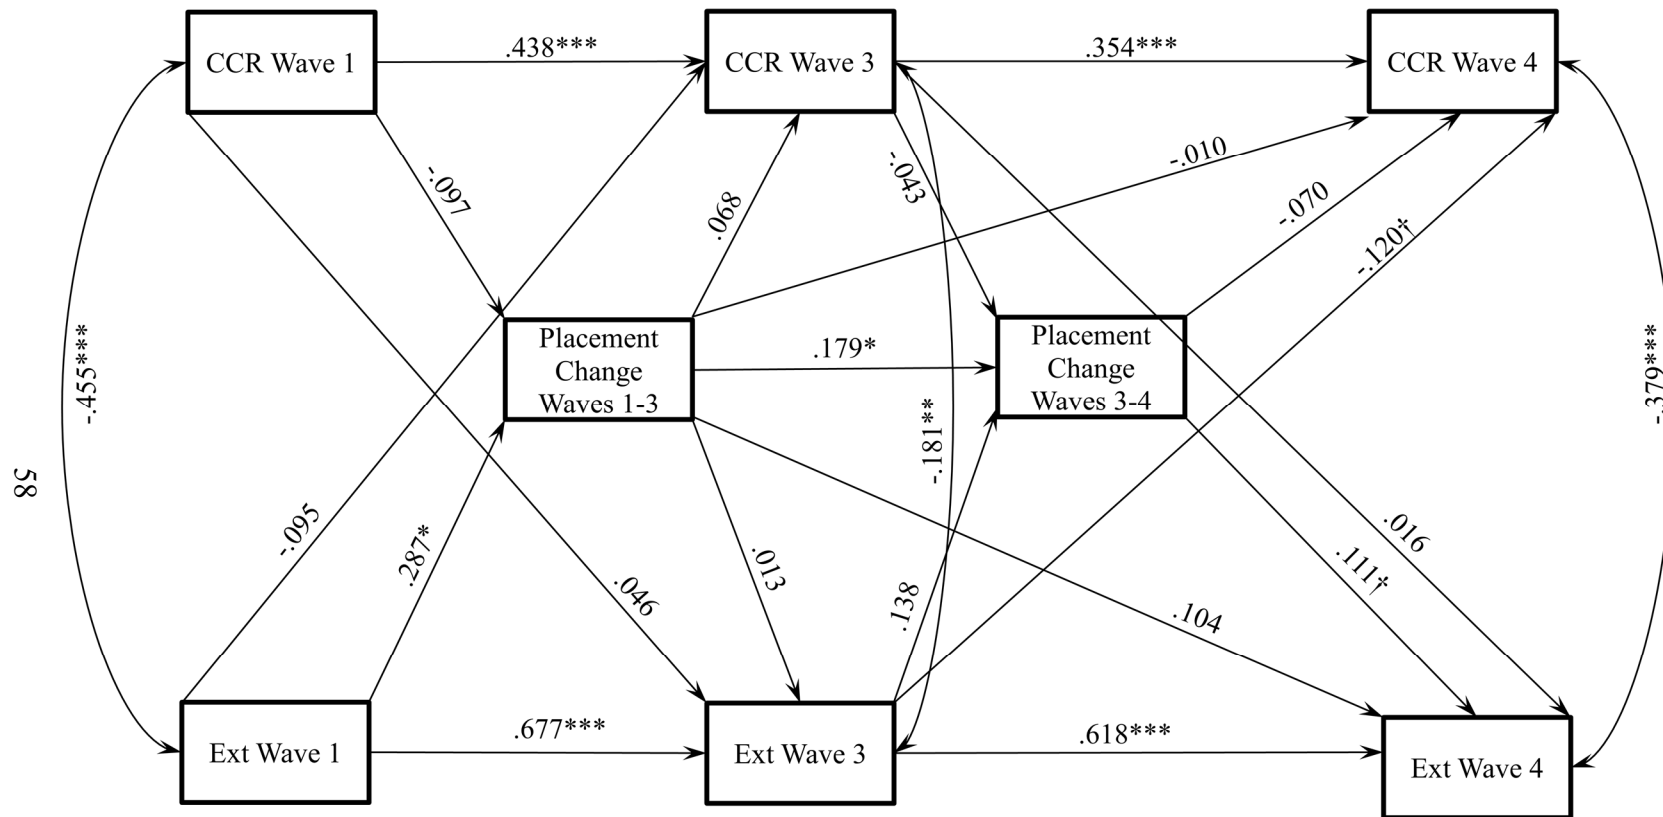 .438***
.354***
CCR Wave 1
CCR Wave 3
CCR Wave 4
-.097
.068
-.043
-.010
-.070
-.120†
Placement
Change
Waves 1-3
.179*
Placement
Change
Waves 3-4
-.455***
-.379***
-.181**
58
-.095
.287*
.046
.013
.138
.104
.111†
.016
.677***
.618***
Ext Wave 1
Ext Wave 3
Ext Wave 4